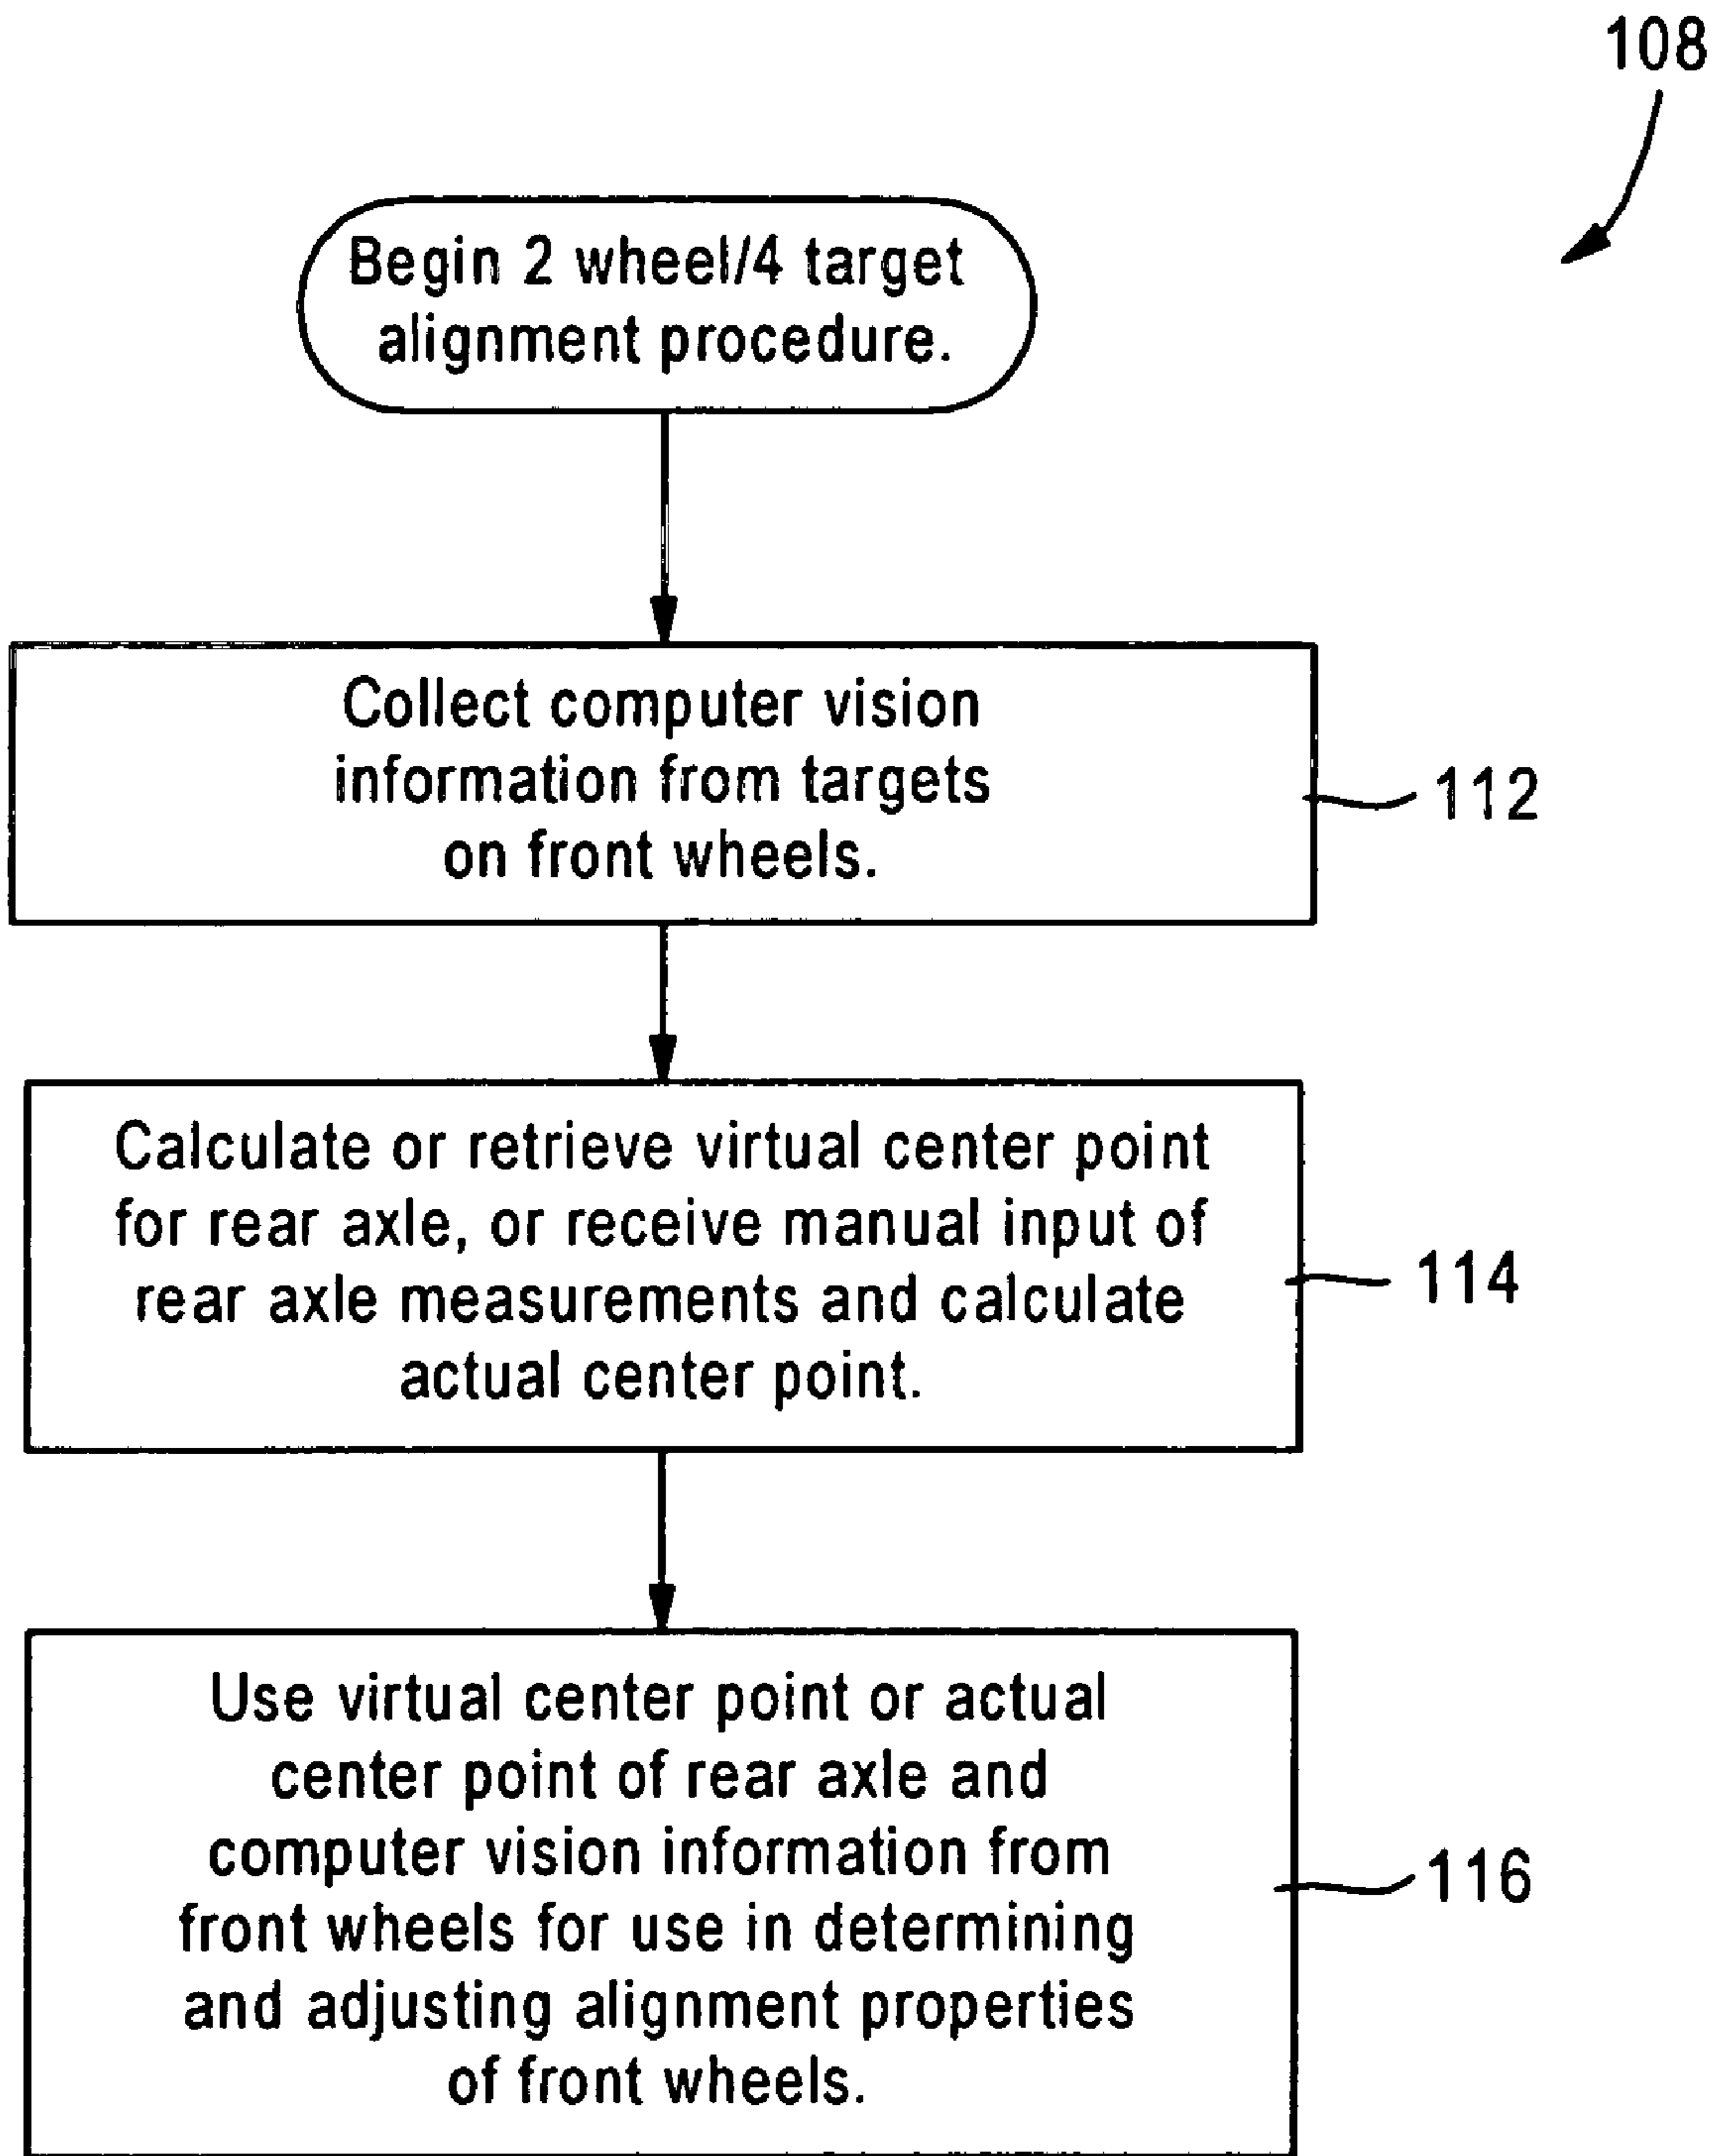 108
Begin 2 wheel/4 target
alignment procedure.
Collect computer vision
information from targets
on front wheels.
112
Calculate or retrieve virtual center point
for rear axle, or receive manual input of
rear axle measurements and calculate
actual center point.
114
Use virtual center point or actual
center point of rear axle and
computer vision information from
front wheels for use in determining
and adjusting alignment properties
of front wheels.
116